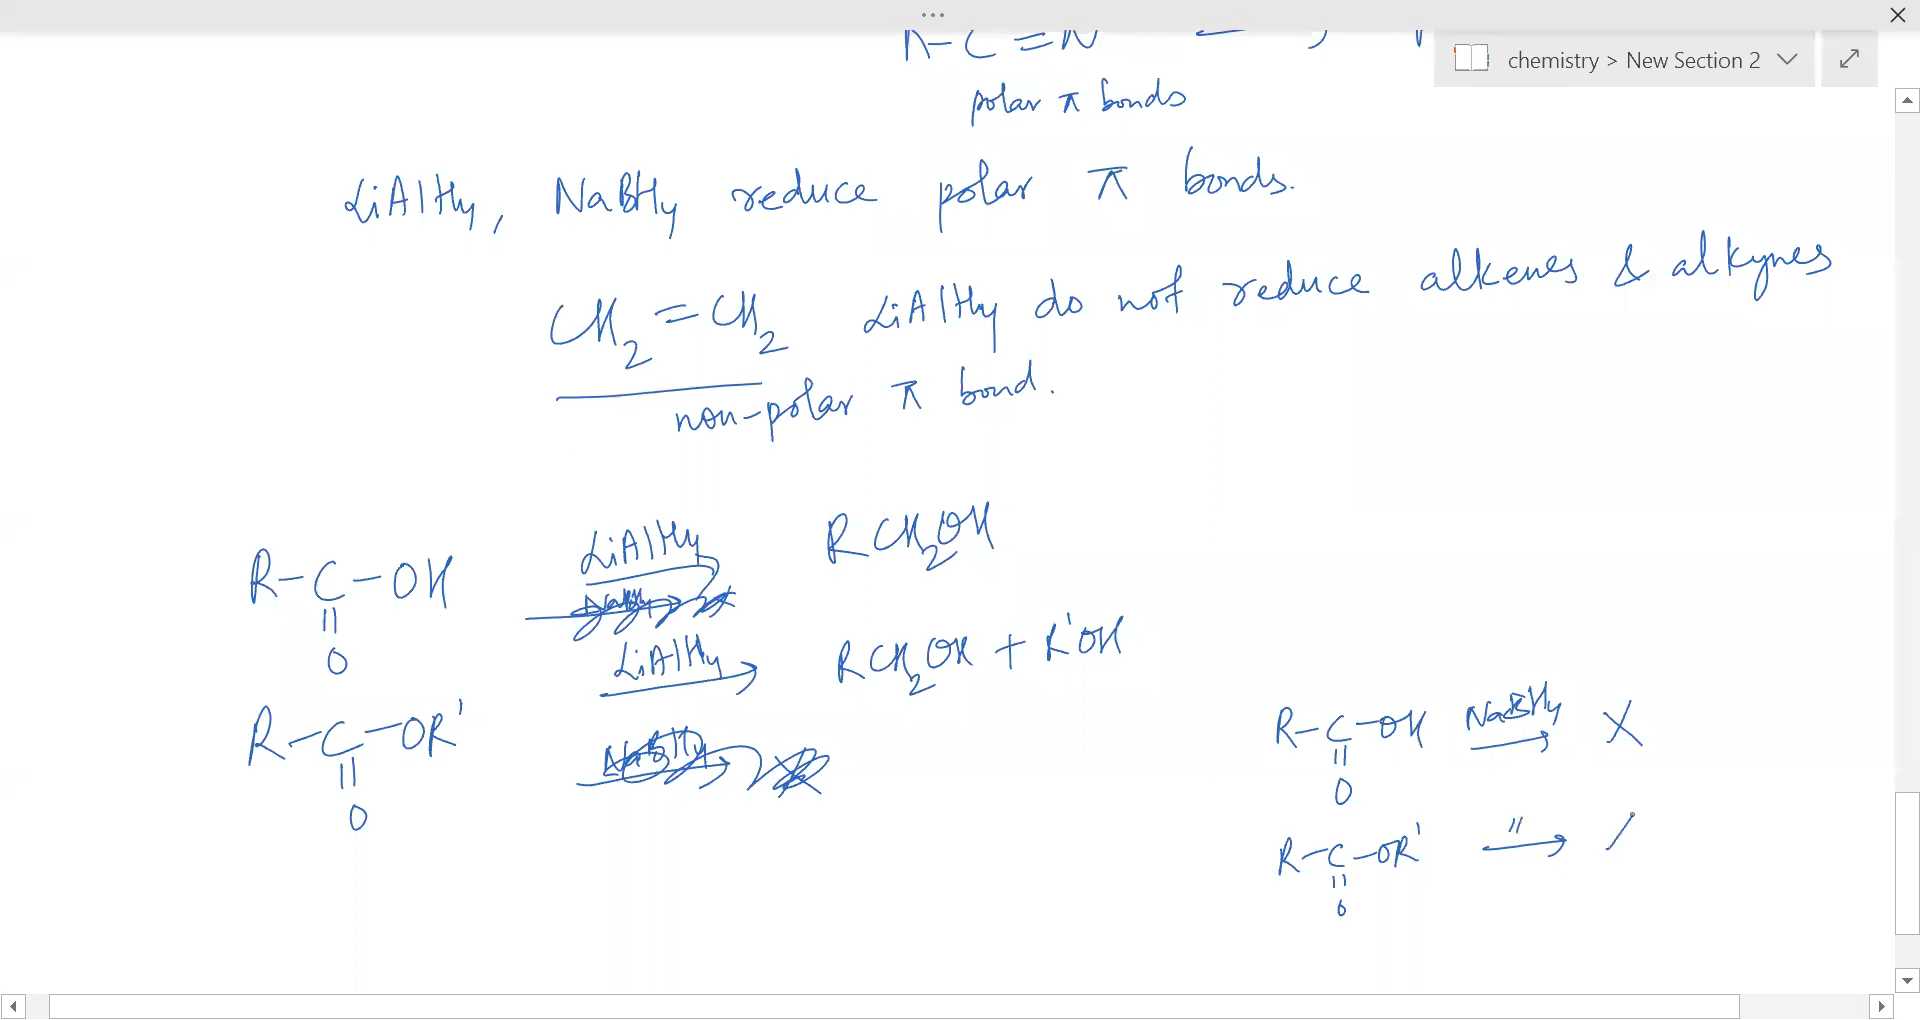 chemistry > New Section 2
R-C≡N
polar π bonds
LiAlH4, NaBH4 reduce polar π bonds.
CH2=CH2 LiAlH4 do not reduce alkenes & alkynes
non-polar π bond.
R-C-OH LiAlH4 RCH2OH
||
O
R-C-OR' LiAlH4 RCH2OH + R'OH
||
O
R-C-OH NaBH4 X
||
O
R-C-OR' "
||
O